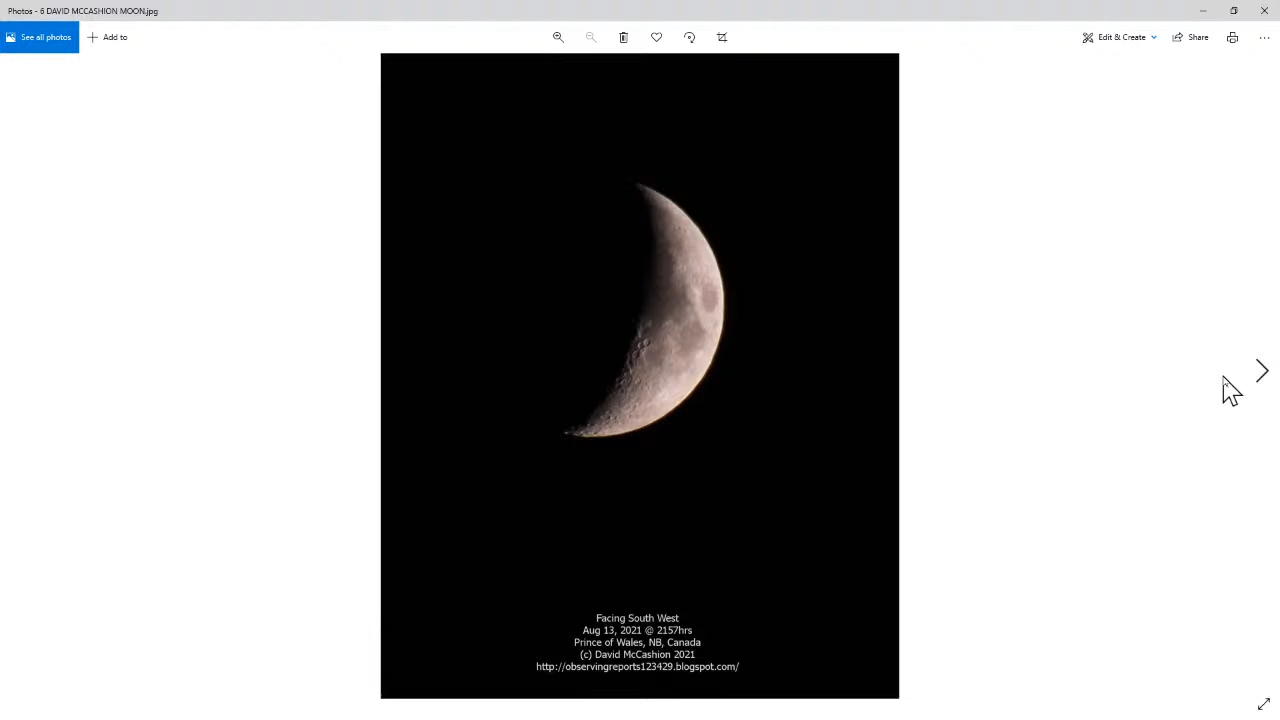 Photos - 6 DAVID MCCASHION MOON.jpg
See all photos
Add to
Edit & Create
Share
Facing South West
Aug 13, 2021 @ 2157hrs
Prince of Wales, NB, Canada
(c) David McCashion 2021
http://observingreports123429.blogspot.com/